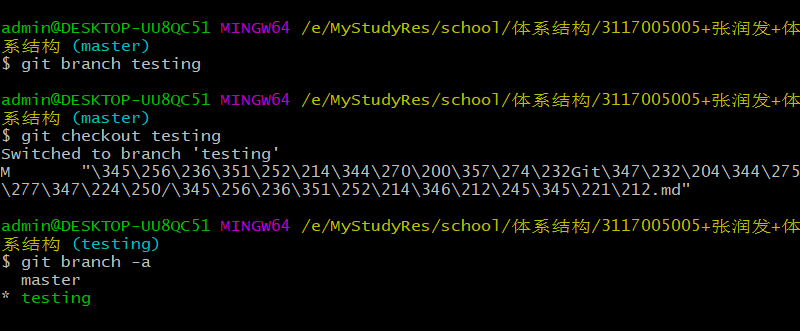 admin@DESKTOP-UU8QC51 MINGW64 /e/MyStudyRes/school/体系结构/3117005005+张润发+体
系结构 (master)
$ git branch testing
admin@DESKTOP-UU8QC51 MINGW64 /e/MyStudyRes/school/体系结构/3117005005+张润发+体
系结构 (master)
$ git checkout testing
Switched to branch 'testing'
M       "\345\256\236\351\252\214\344\270\200\357\274\232Git\347\232\204\344\275
\277\347\224\250/\345\256\236\351\252\214\346\212\245\345\221\212.md"
admin@DESKTOP-UU8QC51 MINGW64 /e/MyStudyRes/school/体系结构/3117005005+张润发+体
系结构 (testing)
$ git branch -a
  master
* testing